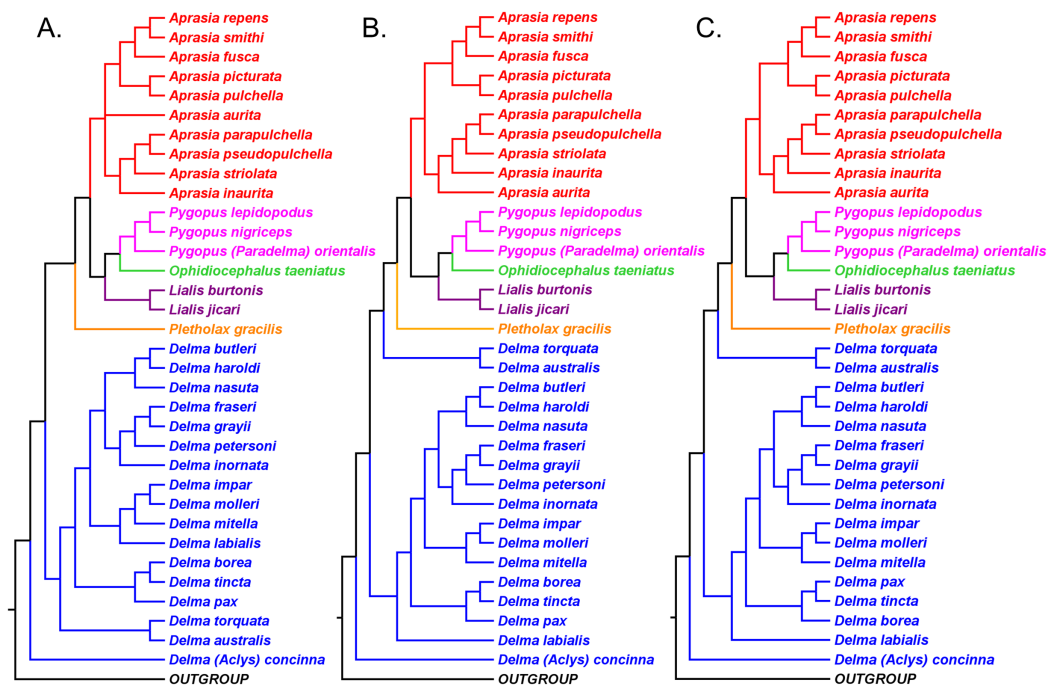 A.
Aprasia repens
Aprasia smithi
Aprasia fusca
Aprasia picturata
Aprasia pulchella
Aprasia aurita
Aprasia parapulchella
Aprasia pseudopulchella
Aprasia striolata
Aprasia inaurita
Pygopus lepidopodus
Pygopus nigriceps
Pygopus (Paradelma) orientalis
Ophidiocephalus taeniatus
Lialis burtonis
Lialis jicari
Pletholax gracilis
Delma butleri
Delma haroldi
Delma nasuta
Delma fraseri
Delma grayii
Delma petersoni
Delma inornata
Delma impar
Delma molleri
Delma mitella
Delma labialis
Delma borea
Delma tincta
Delma pax
Delma torquata
Delma australis
Delma (Aclys) concinna
OUTGROUP
B.
Aprasia repens
Aprasia smithi
Aprasia fusca
Aprasia picturata
Aprasia pulchella
Aprasia parapulchella
Aprasia pseudopulchella
Aprasia striolata
Aprasia inaurita
Aprasia aurita
Pygopus lepidopodus
Pygopus nigriceps
Pygopus (Paradelma) orientalis
Ophidiocephalus taeniatus
Lialis burtonis
Lialis jicari
Pletholax gracilis
Delma torquata
Delma australis
Delma butleri
Delma haroldi
Delma nasuta
Delma fraseri
Delma grayii
Delma petersoni
Delma inornata
Delma impar
Delma molleri
Delma mitella
Delma borea
Delma tincta
Delma pax
Delma labialis
Delma (Aclys) concinna
OUTGROUP
C.
Aprasia repens
Aprasia smithi
Aprasia fusca
Aprasia picturata
Aprasia pulchella
Aprasia parapulchella
Aprasia pseudopulchella
Aprasia striolata
Aprasia inaurita
Aprasia aurita
Pygopus lepidopodus
Pygopus nigriceps
Pygopus (Paradelma) orientalis
Ophidiocephalus taeniatus
Lialis burtonis
Lialis jicari
Pletholax gracilis
Delma torquata
Delma australis
Delma butleri
Delma haroldi
Delma nasuta
Delma fraseri
Delma grayii
Delma petersoni
Delma inornata
Delma impar
Delma molleri
Delma mitella
Delma pax
Delma tincta
Delma borea
Delma labialis
Delma (Aclys) concinna
OUTGROUP